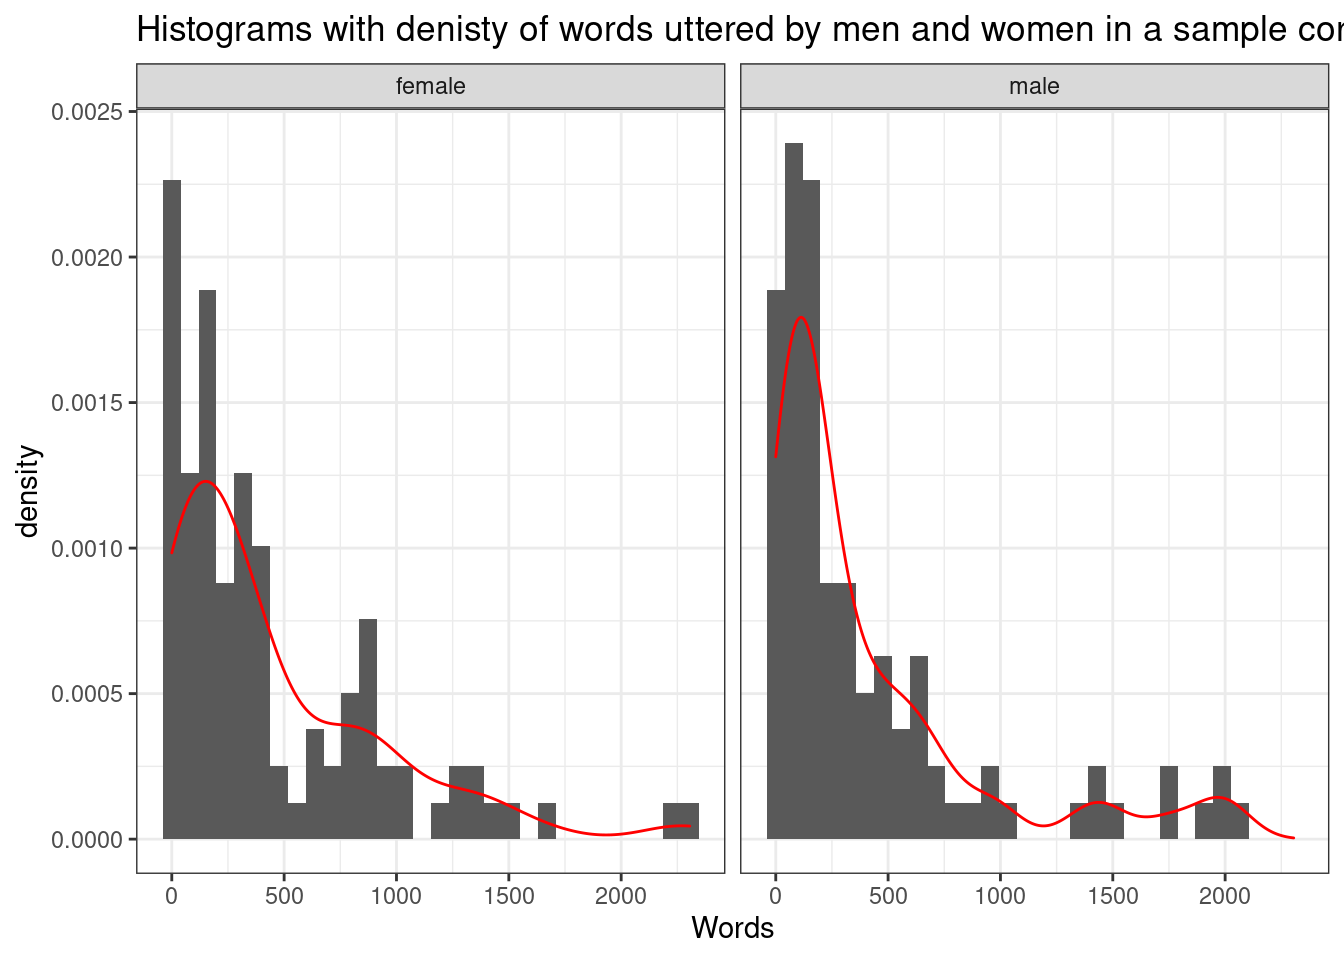 Histograms with denisty of words uttered by men and women in a sample
female
male
0.0025
0.0020
0.0015
0.0010
0.0005
0.0000
density
0 500 1000 1500 2000
0 500 1000 1500 2000
Words